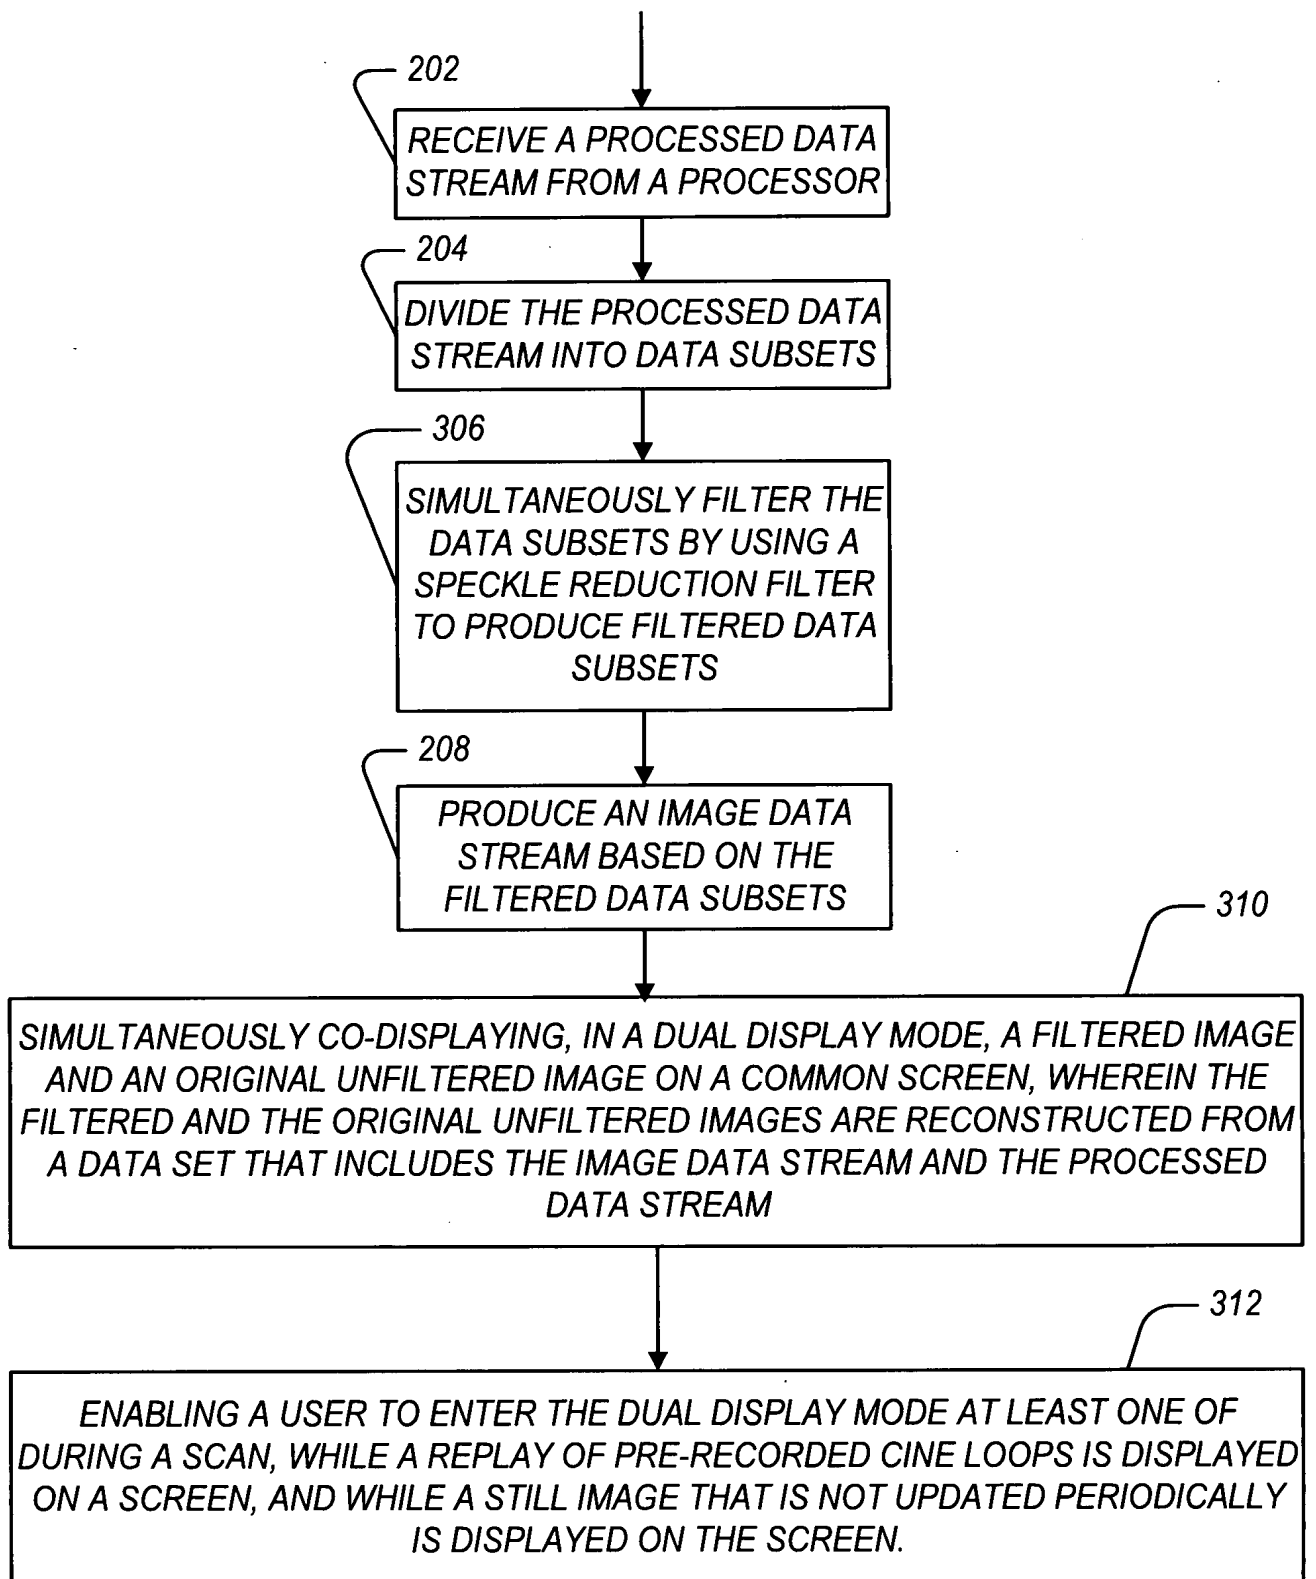 202
RECEIVE A PROCESSED DATA
STREAM FROM A PROCESSOR
204
DIVIDE THE PROCESSED DATA
STREAM INTO DATA SUBSETS
306
SIMULTANEOUSLY FILTER THE
DATA SUBSETS BY USING A
SPECKLE REDUCTION FILTER
TO PRODUCE FILTERED DATA
SUBSETS
208
PRODUCE AN IMAGE DATA
STREAM BASED ON THE
FILTERED DATA SUBSETS
310
SIMULTANEOUSLY CO-DISPLAYING, IN A DUAL DISPLAY MODE, A FILTERED IMAGE
AND AN ORIGINAL UNFILTERED IMAGE ON A COMMON SCREEN, WHEREIN THE
FILTERED AND THE ORIGINAL UNFILTERED IMAGES ARE RECONSTRUCTED FROM
A DATA SET THAT INCLUDES THE IMAGE DATA STREAM AND THE PROCESSED
DATA STREAM
312
ENABLING A USER TO ENTER THE DUAL DISPLAY MODE AT LEAST ONE OF
DURING A SCAN, WHILE A REPLAY OF PRE-RECORDED CINE LOOPS IS DISPLAYED
ON A SCREEN, AND WHILE A STILL IMAGE THAT IS NOT UPDATED PERIODICALLY
IS DISPLAYED ON THE SCREEN.